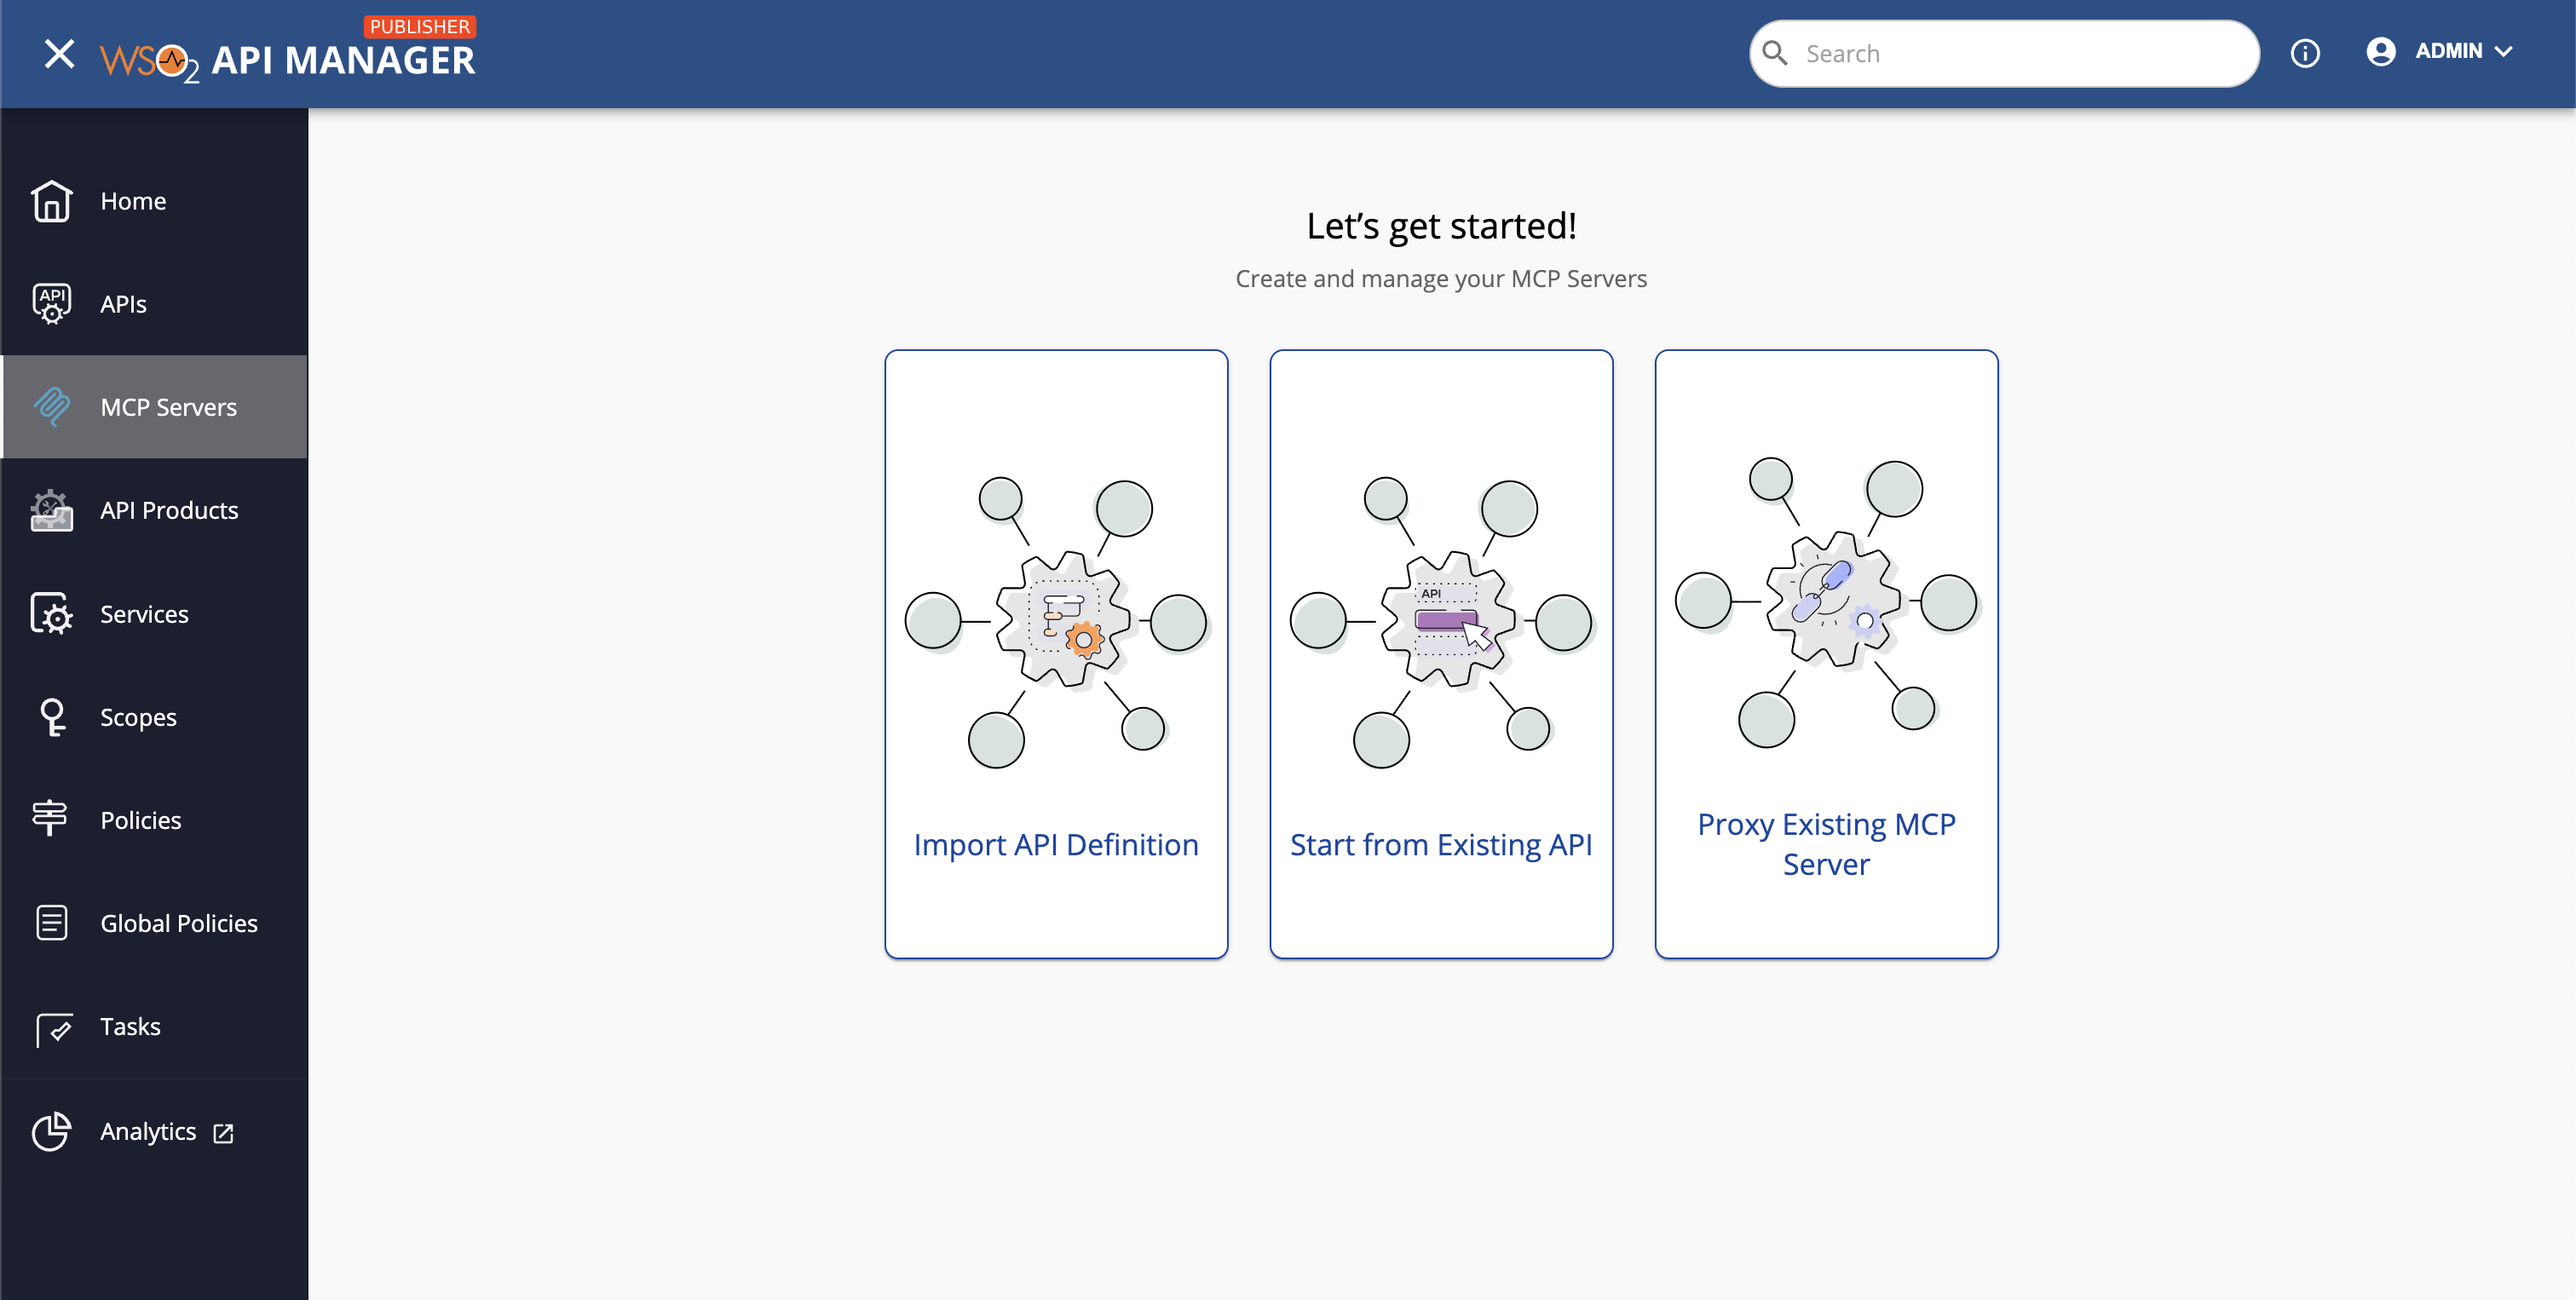 PUBLISHER
WSO2 API MANAGER
Search
ADMIN
Home
APIs
MCP Servers
API Products
Services
Scopes
Policies
Global Policies
Tasks
Analytics
Let's get started!
Create and manage your MCP Servers
Import API Definition
API
Start from Existing API
Proxy Existing MCP
Server